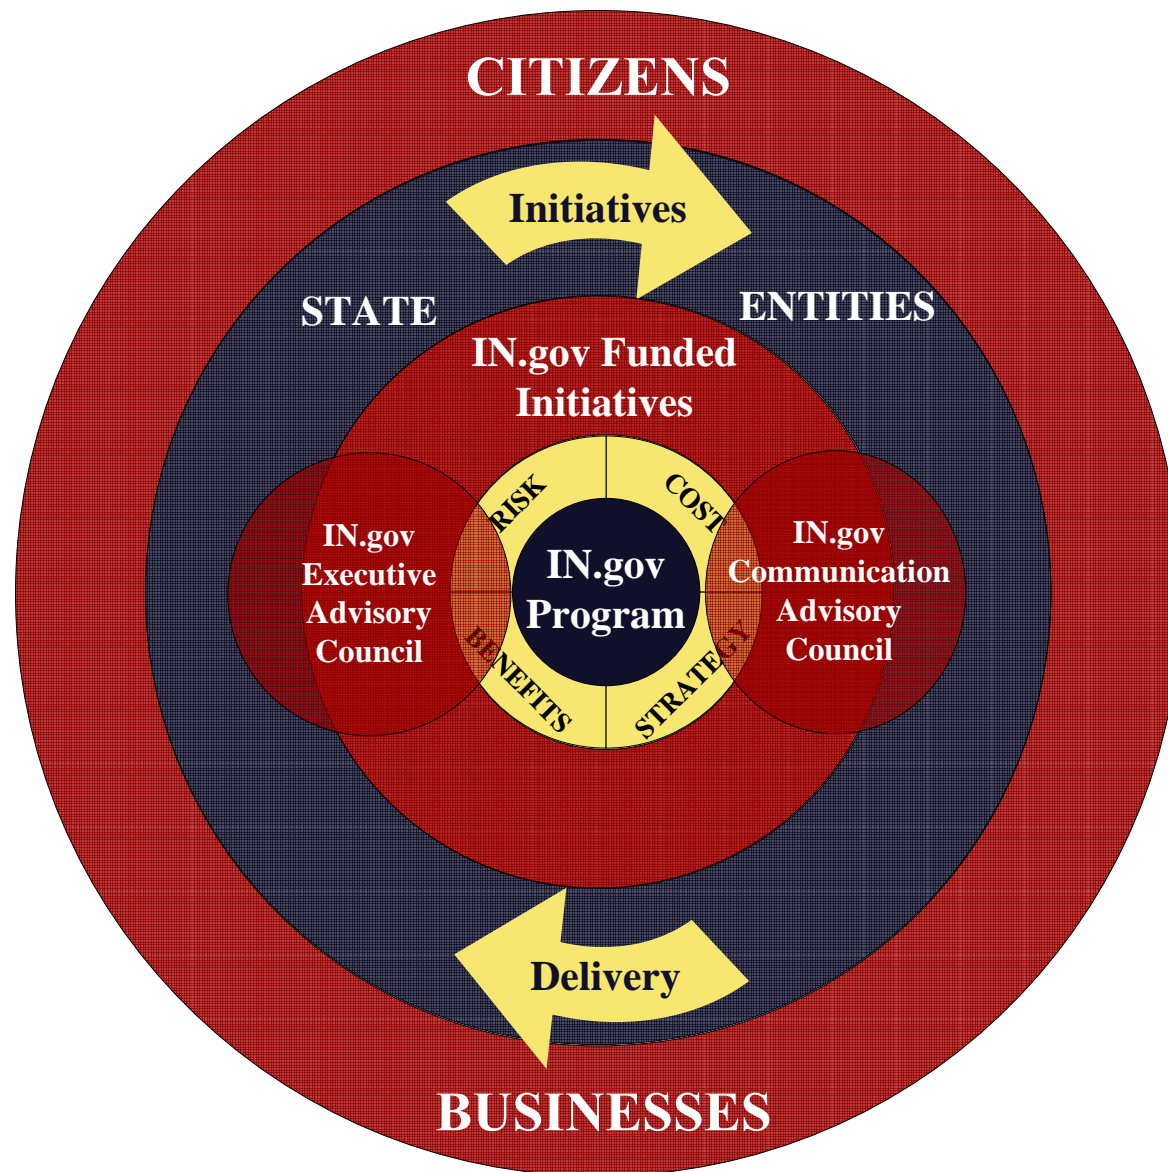 CITIZENS
Initiatives
STATE
ENTITIES
IN.gov Funded
Initiatives
RISK
COST
IN.gov
Executive
Advisory
Council
IN.gov
Program
IN.gov
Communication
Advisory
Council
BENEFITS
STRATEGY
Delivery
BUSINESSES